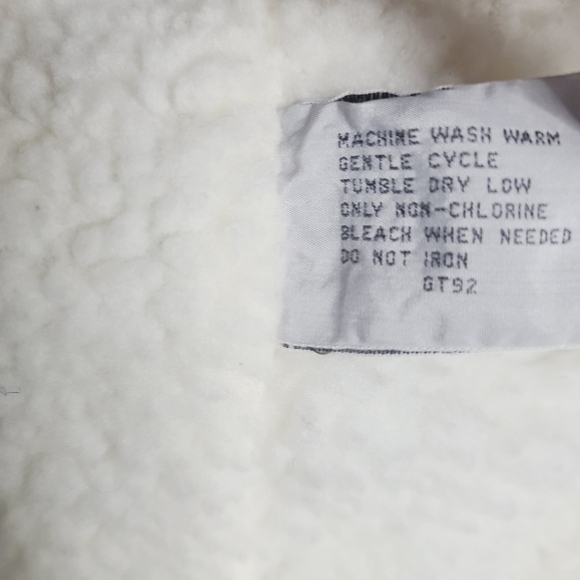 MACHINE WASH WARM
GENTLE CYCLE
TUMBLE DRY LOW
ONLY NON-CHLORINE
BLEACH WHEN NEEDED
DO NOT IRON
GT92